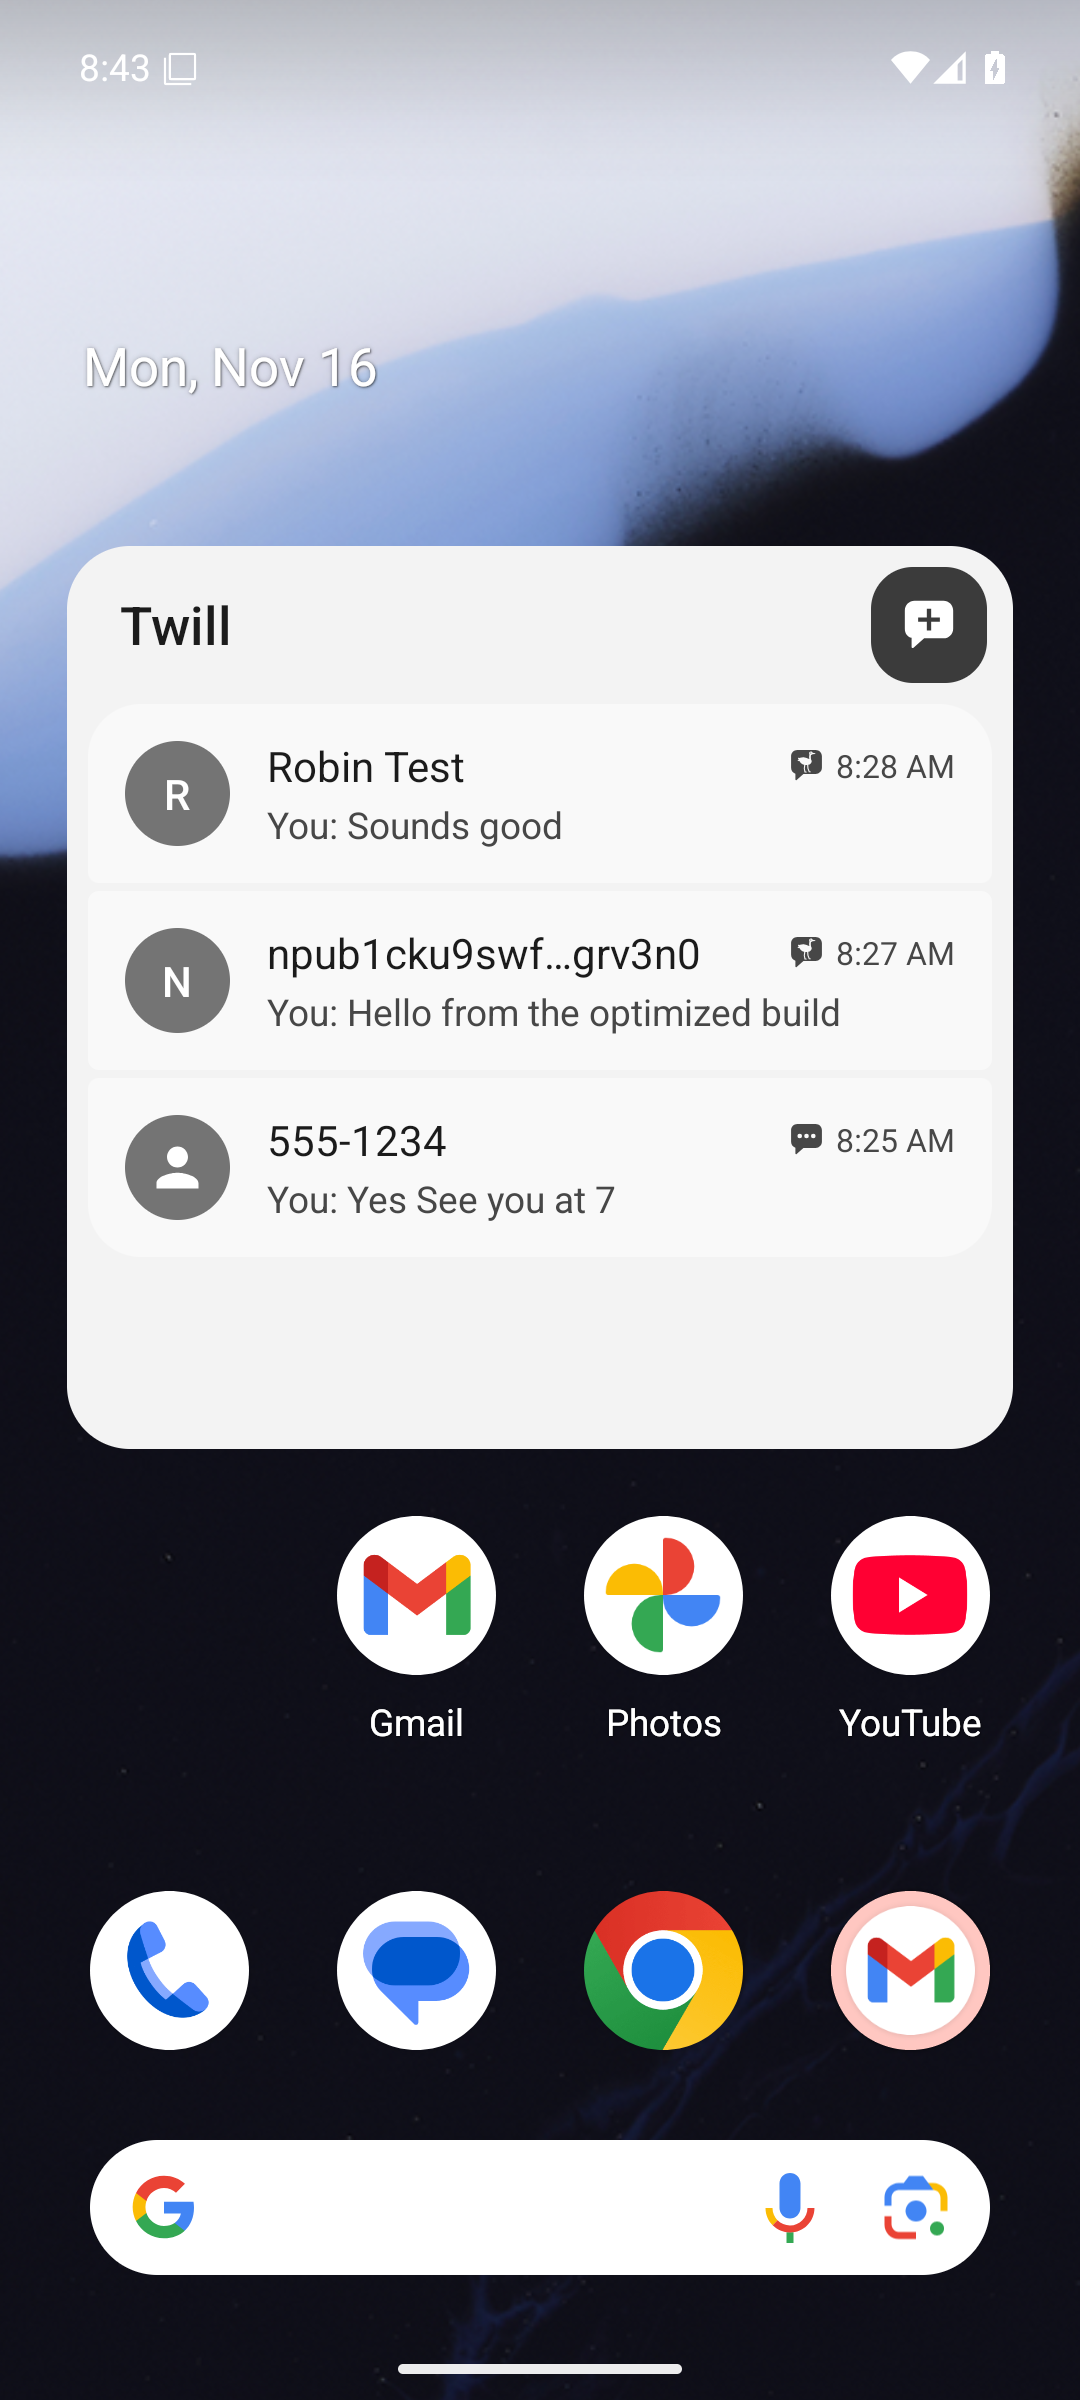 8:43
Mon, Nov 16
Twill
R
Robin Test
8:28 AM
You: Sounds good
N
npub1cku9swf...grv3n0
8:27 AM
You: Hello from the optimized build
555-1234
8:25 AM
You: Yes See you at 7
Gmail
Photos
YouTube